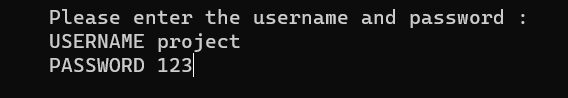 Please enter the username and password :
USERNAME project
PASSWORD 123